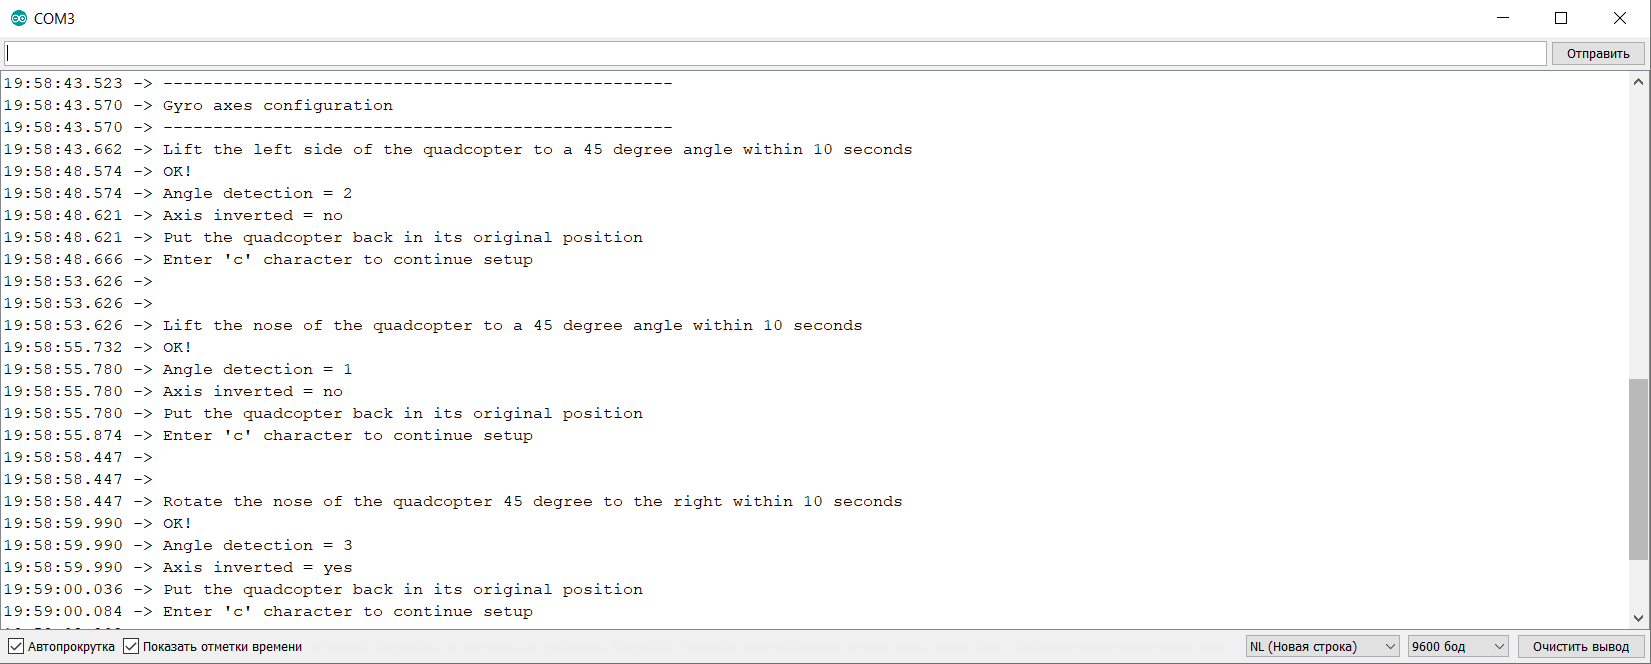 COM3
Отправить
19:58:43.523 -> ---------------------------------------------------
19:58:43.570 -> Gyro axes configuration
19:58:43.570 -> ---------------------------------------------------
19:58:43.662 -> Lift the left side of the quadcopter to a 45 degree angle within 10 seconds
19:58:48.574 -> OK!
19:58:48.574 -> Angle detection = 2
19:58:48.621 -> Axis inverted = no
19:58:48.621 -> Put the quadcopter back in its original position
19:58:48.666 -> Enter 'c' character to continue setup
19:58:53.626 ->
19:58:53.626 ->
19:58:53.626 -> Lift the nose of the quadcopter to a 45 degree angle within 10 seconds
19:58:55.732 -> OK!
19:58:55.780 -> Angle detection = 1
19:58:55.780 -> Axis inverted = no
19:58:55.780 -> Put the quadcopter back in its original position
19:58:55.874 -> Enter 'c' character to continue setup
19:58:58.447 ->
19:58:58.447 ->
19:58:58.447 -> Rotate the nose of the quadcopter 45 degree to the right within 10 seconds
19:58:59.990 -> OK!
19:58:59.990 -> Angle detection = 3
19:58:59.990 -> Axis inverted = yes
19:59:00.036 -> Put the quadcopter back in its original position
19:59:00.084 -> Enter 'c' character to continue setup
Автопрокрутка Показать отметки времени NL (Новая строка) 9600 бод Очистить вывод